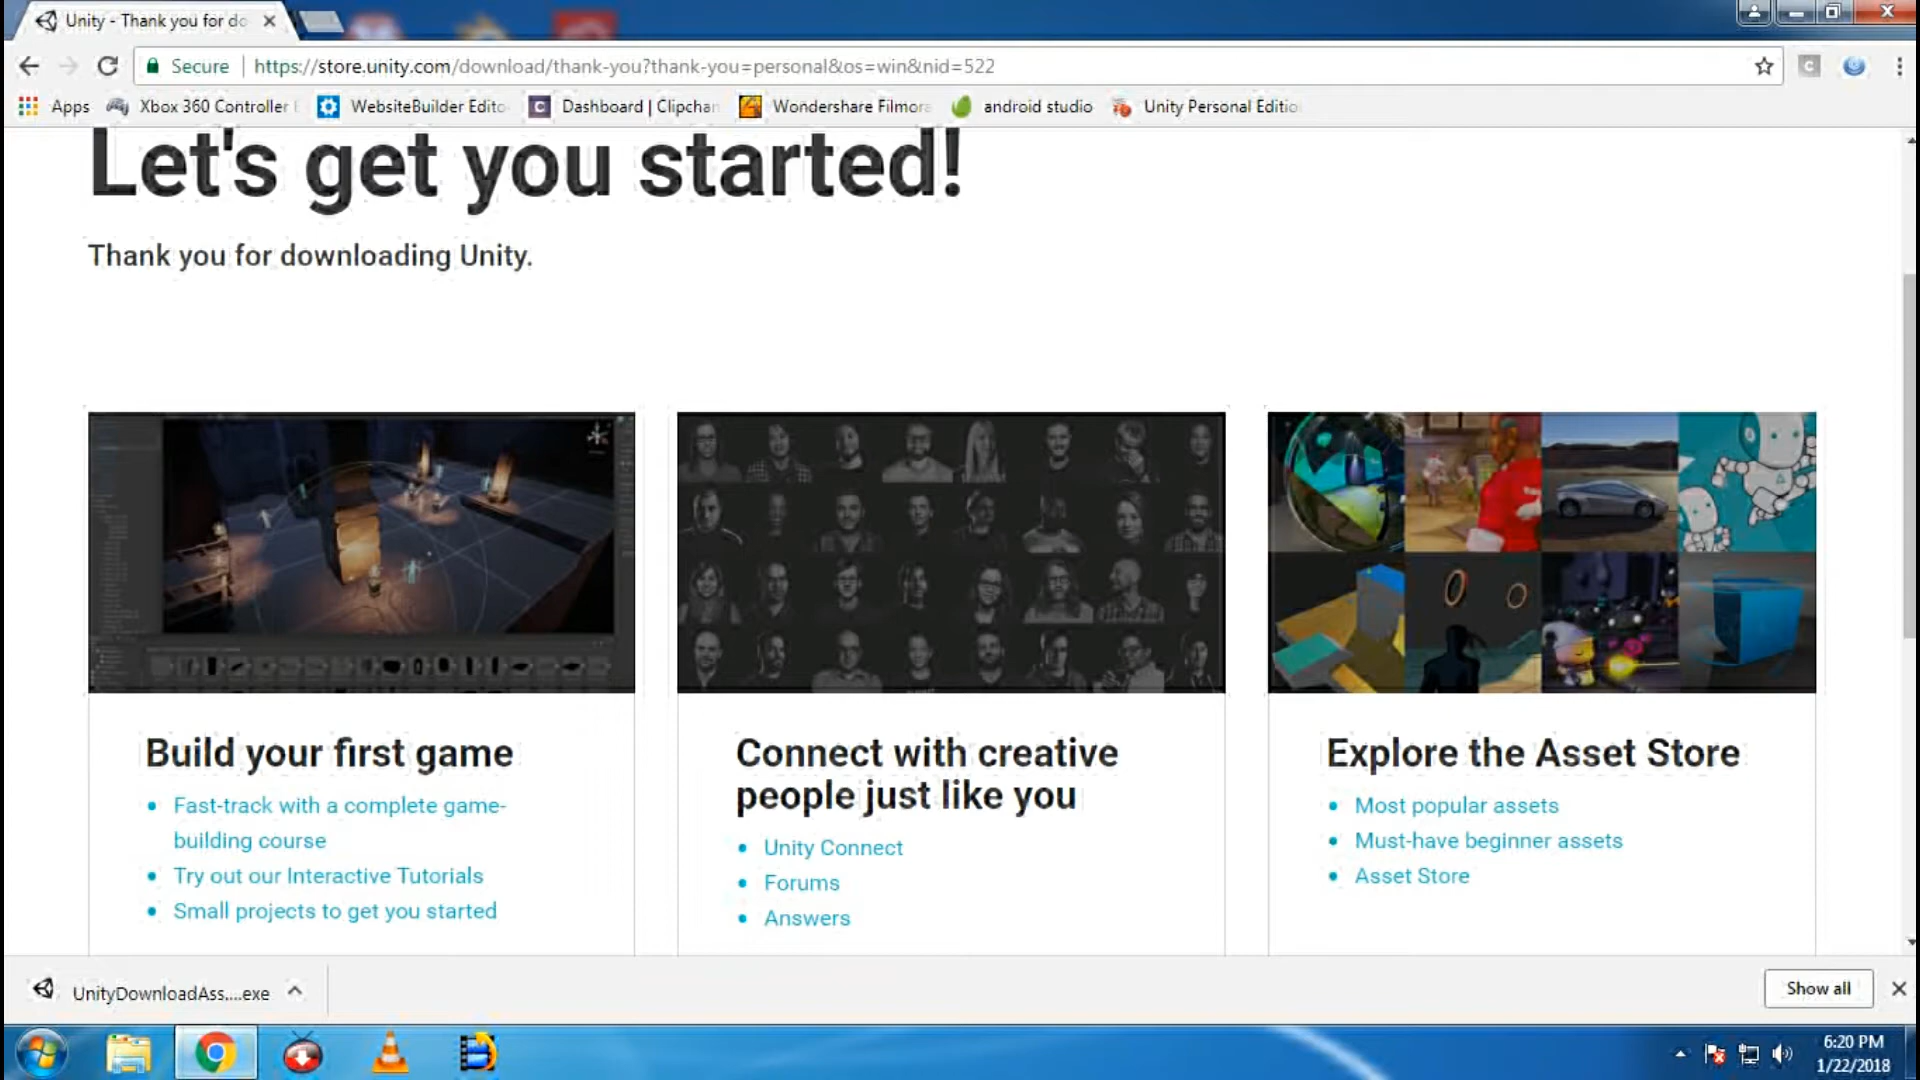 Unity - Thank you for do
Secure
https://store.unity.com/download/thank-you?thank-you=personal&os=win&nid=522
Apps
Xbox 360 Controller
WebsiteBuilder Edito
Dashboard | Clipchan
Wondershare Filmora
android studio
Unity Personal Editio
Let's get you started!
Thank you for downloading Unity.
Build your first game
Fast-track with a complete game-
building course
Try out our Interactive Tutorials
Small projects to get you started
Connect with creative
people just like you
Unity Connect
Forums
Answers
Explore the Asset Store
Most popular assets
Must-have beginner assets
Asset Store
UnityDownloadAss....exe
Show all
6:20 PM
1/22/2018